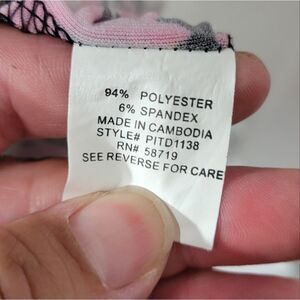 94% POLYESTER
6% SPANDEX
MADE IN CAMBODIA
STYLE# PITD1138
RN# 58719
SEE REVERSE FOR CARE